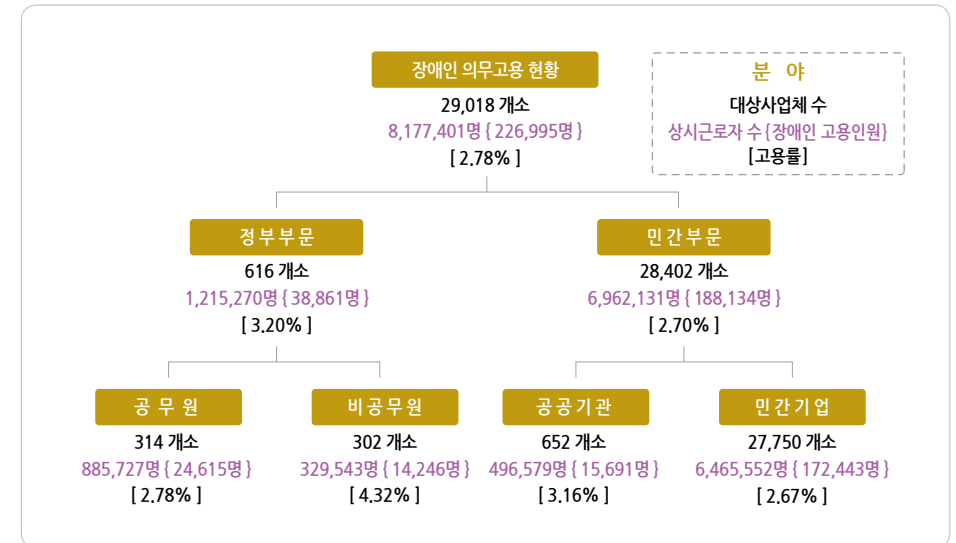 장애인 의무고용 현황
29,018 개소
8,177,401명 { 226,995명 }
[ 2.78% ]
분 야
대상사업체 수
상시근로자 수 {장애인 고용인원}
[고용률]
정부부문
616 개소
1,215,270명 { 38,861명 }
[ 3.20% ]
민간부문
28,402 개소
6,962,131명 { 188,134명 }
[ 2.70% ]
공 무 원
314 개소
885,727명 { 24,615명 }
[ 2.78% ]
비공무원
302 개소
329,543명 { 14,246명 }
[ 4.32% ]
공공기관
652 개소
496,579명 { 15,691명 }
[ 3.16% ]
민간기업
27,750 개소
6,465,552명 { 172,443명 }
[ 2.67% ]